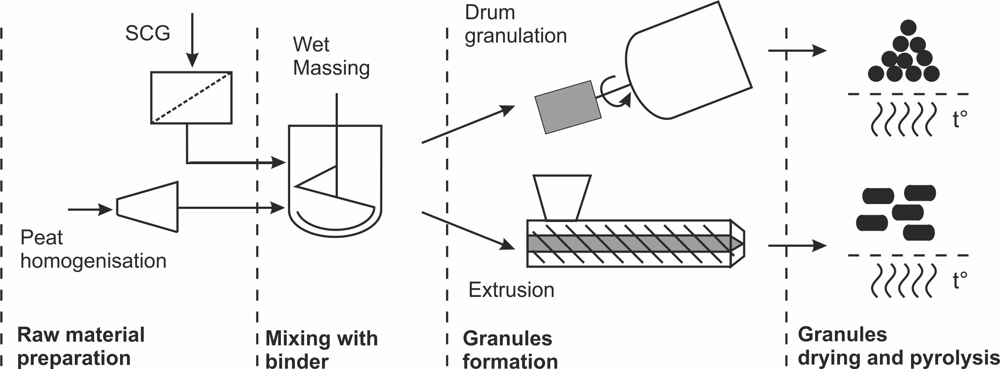 SCG
Peat
homogenisation
Raw material
preparation
Wet
Massing
Mixing with
binder
Drum
granulation
Extrusion
Granules
formation
t°
t°
Granules
drying and pyrolysis